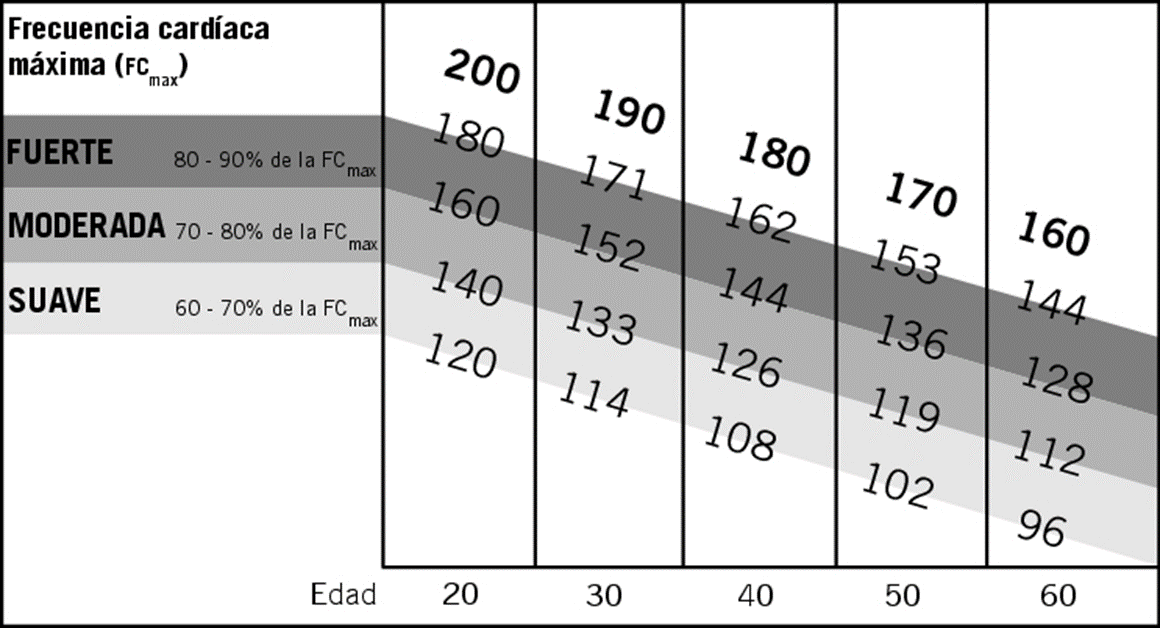 Frecuencia cardíaca
máxima (FCmax)
200 190 180 170 160
FUERTE 80 - 90% de la FCmax
180 171 162 153 144
MODERADA 70 - 80% de la FCmax
160 152 144 136 128
SUAVE 60 - 70% de la FCmax
140 133 126 119 112
120 114 108 102 96
Edad 20 30 40 50 60